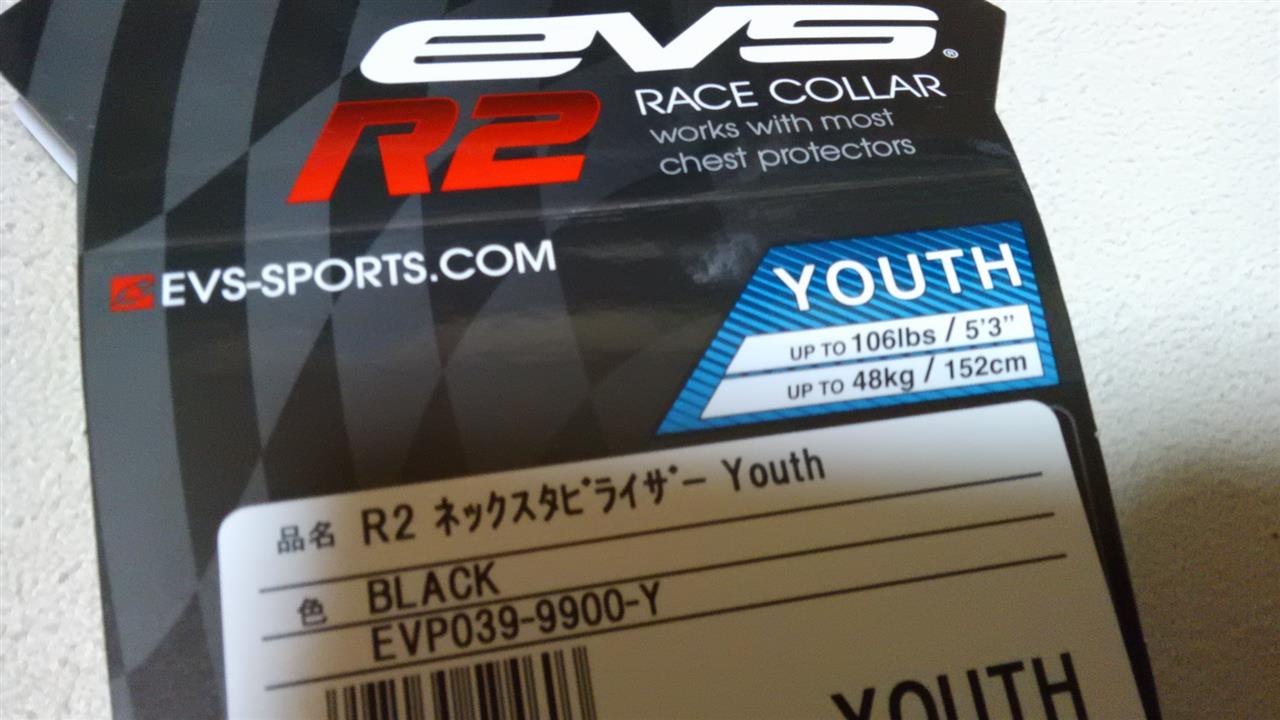 evs®
R2
RACE COLLAR
works with most
chest protectors
EVS-SPORTS.COM
YOUTH
UP TO 106lbs / 5'3"
UP TO 48kg / 152cm
品名 R2 ﾈｯｸｽﾀﾋﾞﾗｲｻﾞｰ Youth
色 BLACK
EVP039-9900-Y
YOUTH